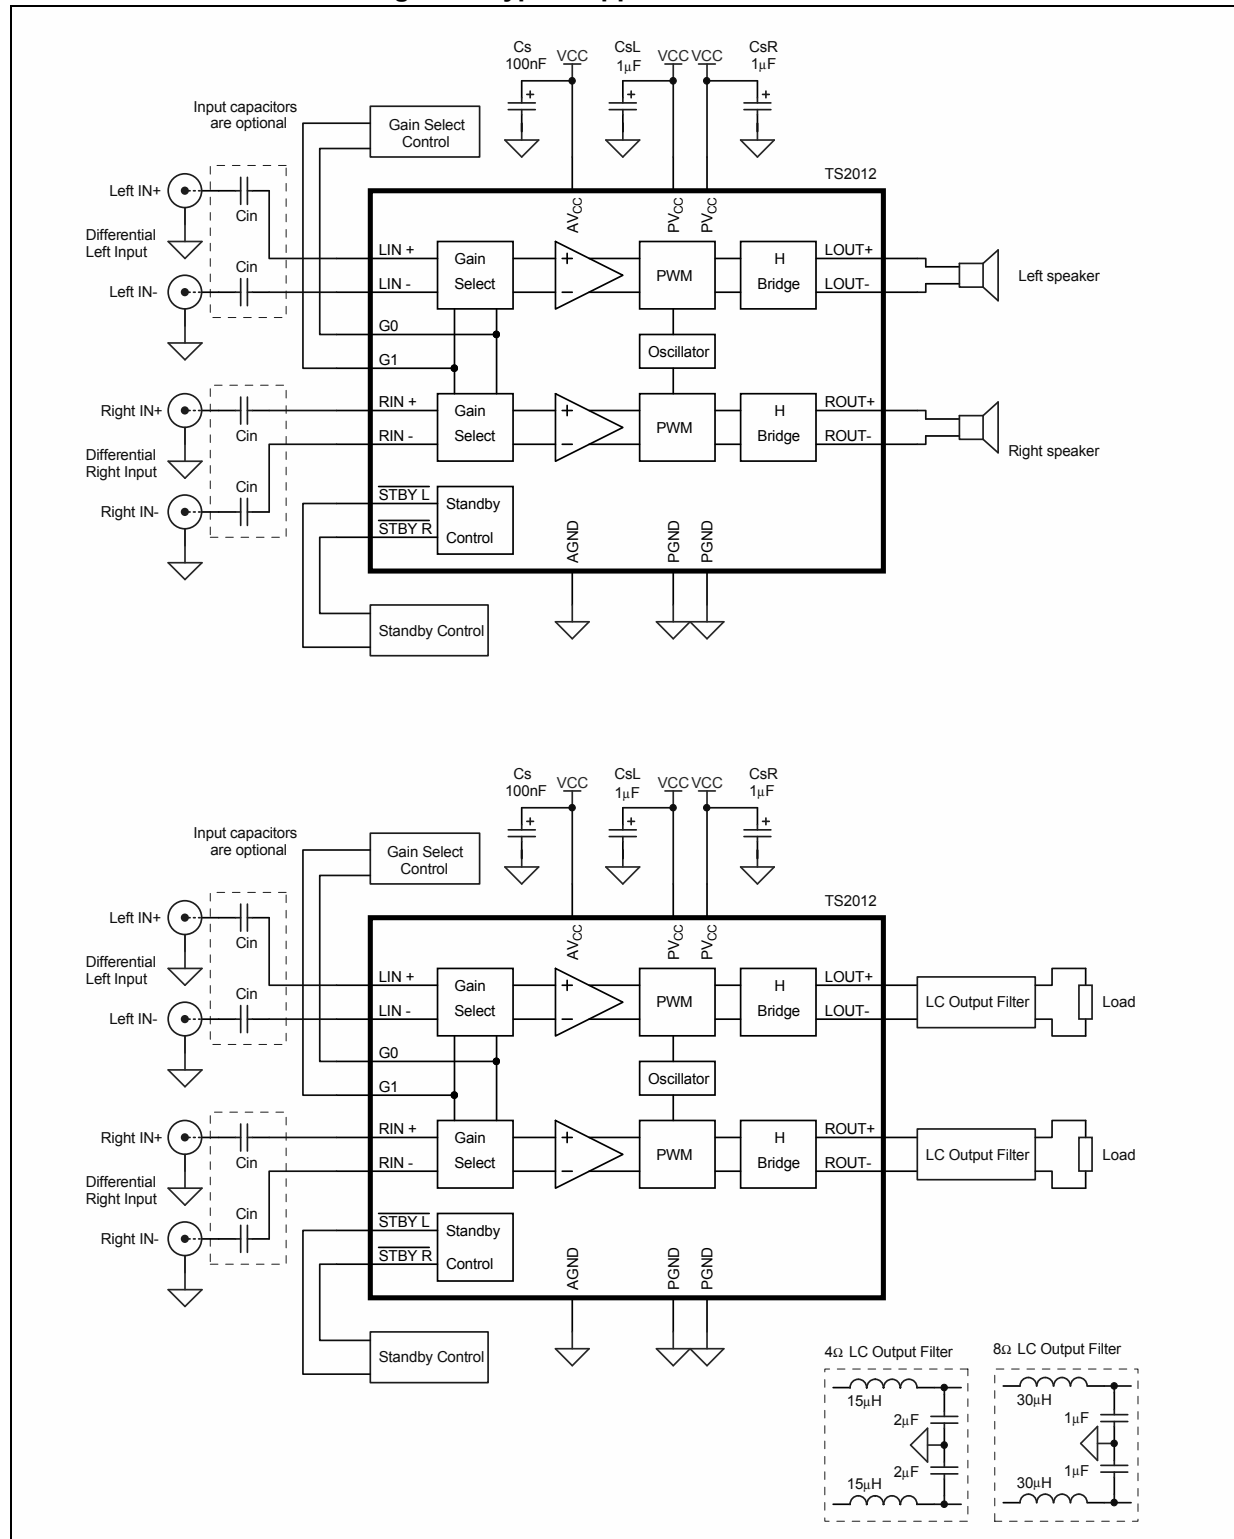 Cs
100nF
VCC
CsL
1μF
VCC
VCC
CsR
1μF
Input capacitors
are optional
Gain Select
Control
TS2012
Left IN+
Cin
Differential
Left Input
Cin
Left IN-
AVCC
PVCC
PVCC
LIN +
LIN -
G0
G1
Gain
Select
+
−
PWM
H
Bridge
LOUT+
LOUT-
Left speaker
Oscillator
Right IN+
Cin
Differential
Right Input
Cin
Right IN-
RIN +
RIN -
Gain
Select
+
−
PWM
H
Bridge
ROUT+
ROUT-
Right speaker
STBY L
STBY R
Standby
Control
AGND
PGND
PGND
Standby Control
Cs
100nF
VCC
CsL
1μF
VCC
VCC
CsR
1μF
Input capacitors
are optional
Gain Select
Control
TS2012
Left IN+
Cin
Differential
Left Input
Cin
Left IN-
AVCC
PVCC
PVCC
LIN +
LIN -
G0
G1
Gain
Select
+
−
PWM
H
Bridge
LOUT+
LOUT-
LC Output Filter
Load
Oscillator
Right IN+
Cin
Differential
Right Input
Cin
Right IN-
RIN +
RIN -
Gain
Select
+
−
PWM
H
Bridge
ROUT+
ROUT-
LC Output Filter
Load
STBY L
STBY R
Standby
Control
AGND
PGND
PGND
Standby Control
4Ω LC Output Filter
15μH
2μF
2μF
15μH
8Ω LC Output Filter
30μH
1μF
1μF
30μH